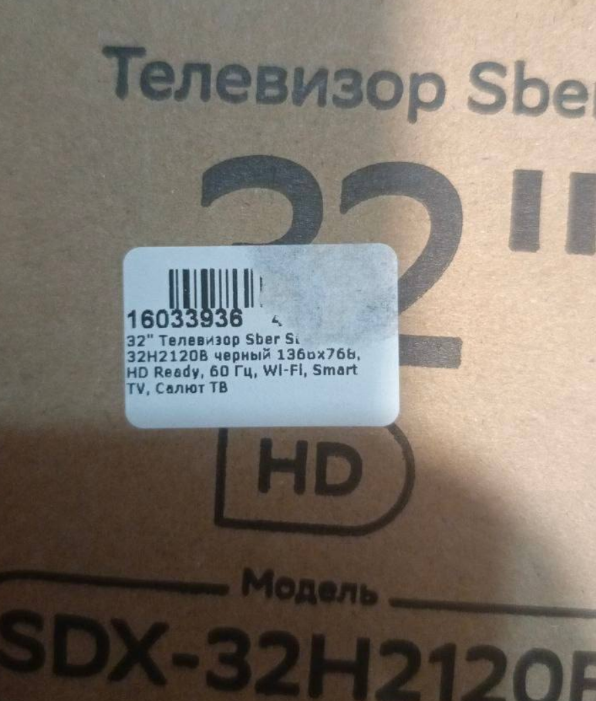 Телевизор Sber
32"
16033936
32" Телевизор Sber
32H2120B черный 1366x768,
HD Ready, 60 Гц, Wi-Fi, Smart
TV, Салют ТВ
HD
Модель
SDX-32H2120B